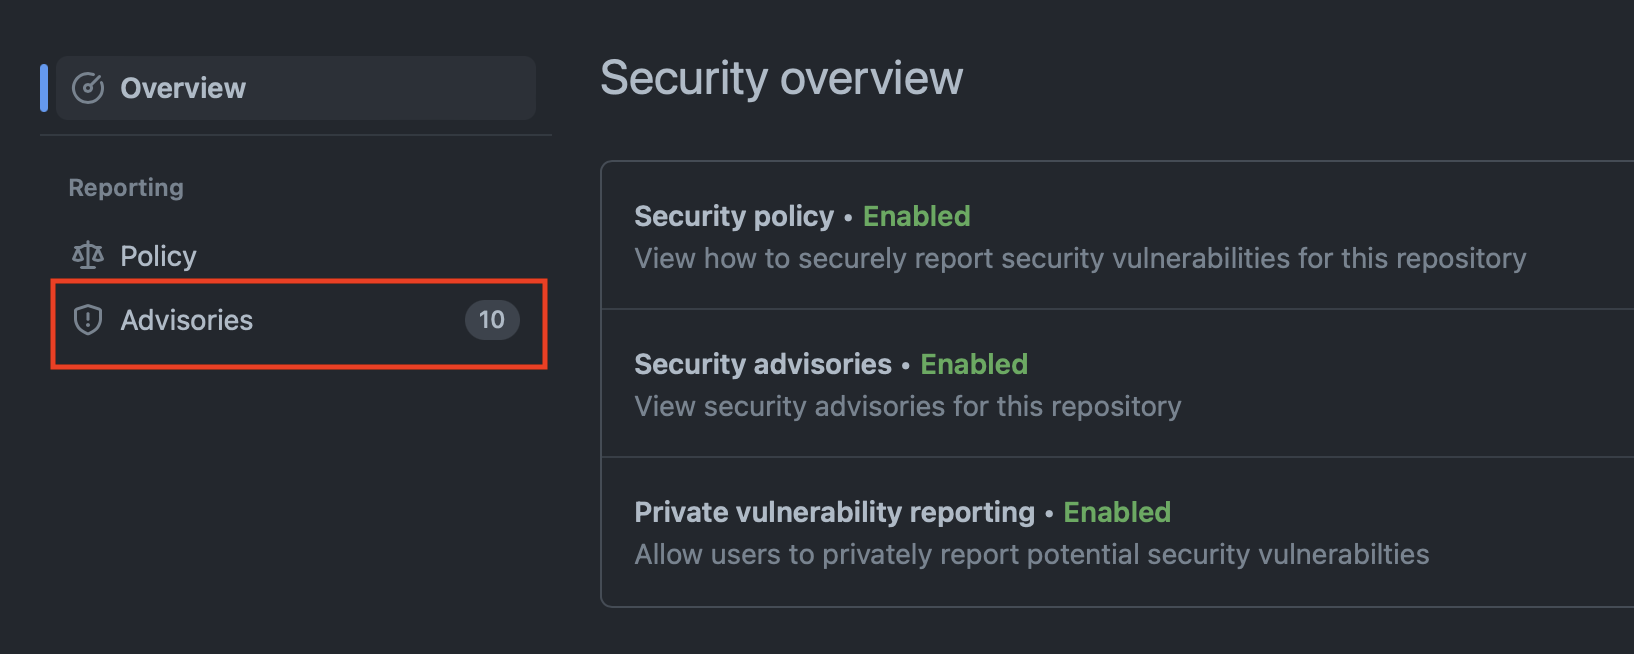 Overview
Reporting
Policy
Advisories 10
Security overview
Security policy • Enabled
View how to securely report security vulnerabilities for this repository
Security advisories • Enabled
View security advisories for this repository
Private vulnerability reporting • Enabled
Allow users to privately report potential security vulnerabilties